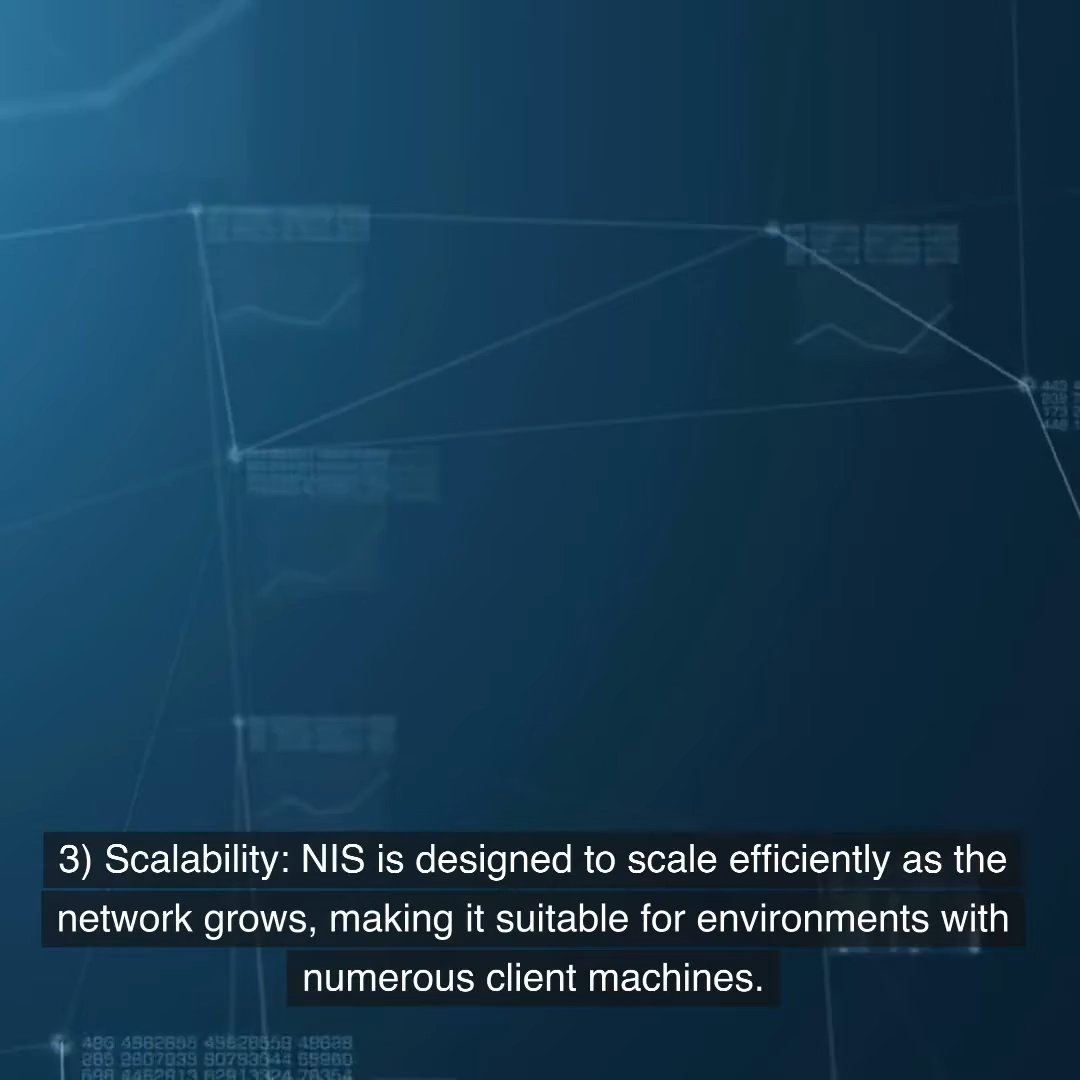 3) Scalability: NIS is designed to scale efficiently as the
network grows, making it suitable for environments with
numerous client machines.